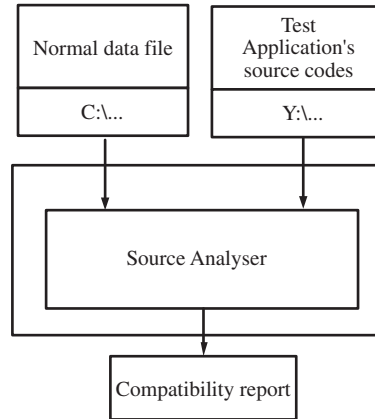 Normal data file
C:\...
Test
Application's
source codes
Y:\...
Source Analyser
Compatibility report